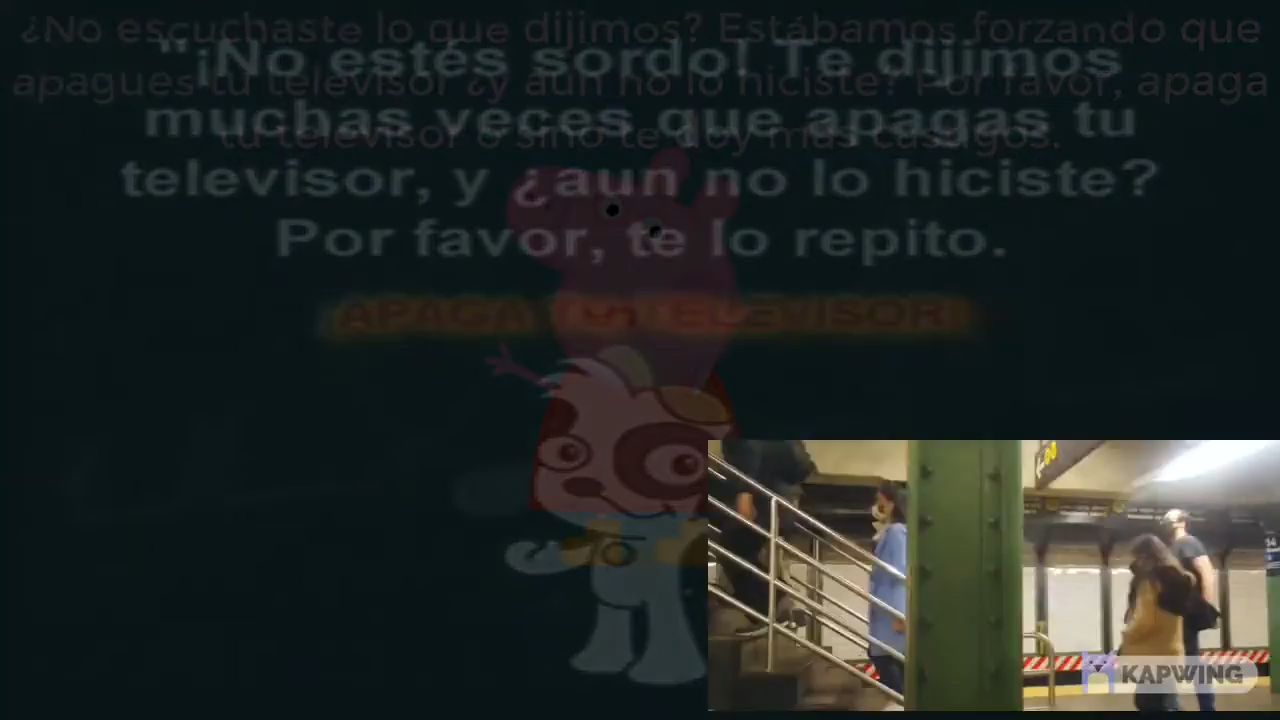 ¿No escuchaste lo que dijimos? Estábamos forzando que
apagues tu televisor ¿y aún no lo hiciste? Por favor, apaga
tu televisor o sino te doy más castigos.
"¡No estés sordo! Te dijimos
muchas veces que apagas tu
televisor, y ¿aun no lo hiciste?
Por favor, te lo repito.
APAGA TU TELEVISOR!
KAPWING